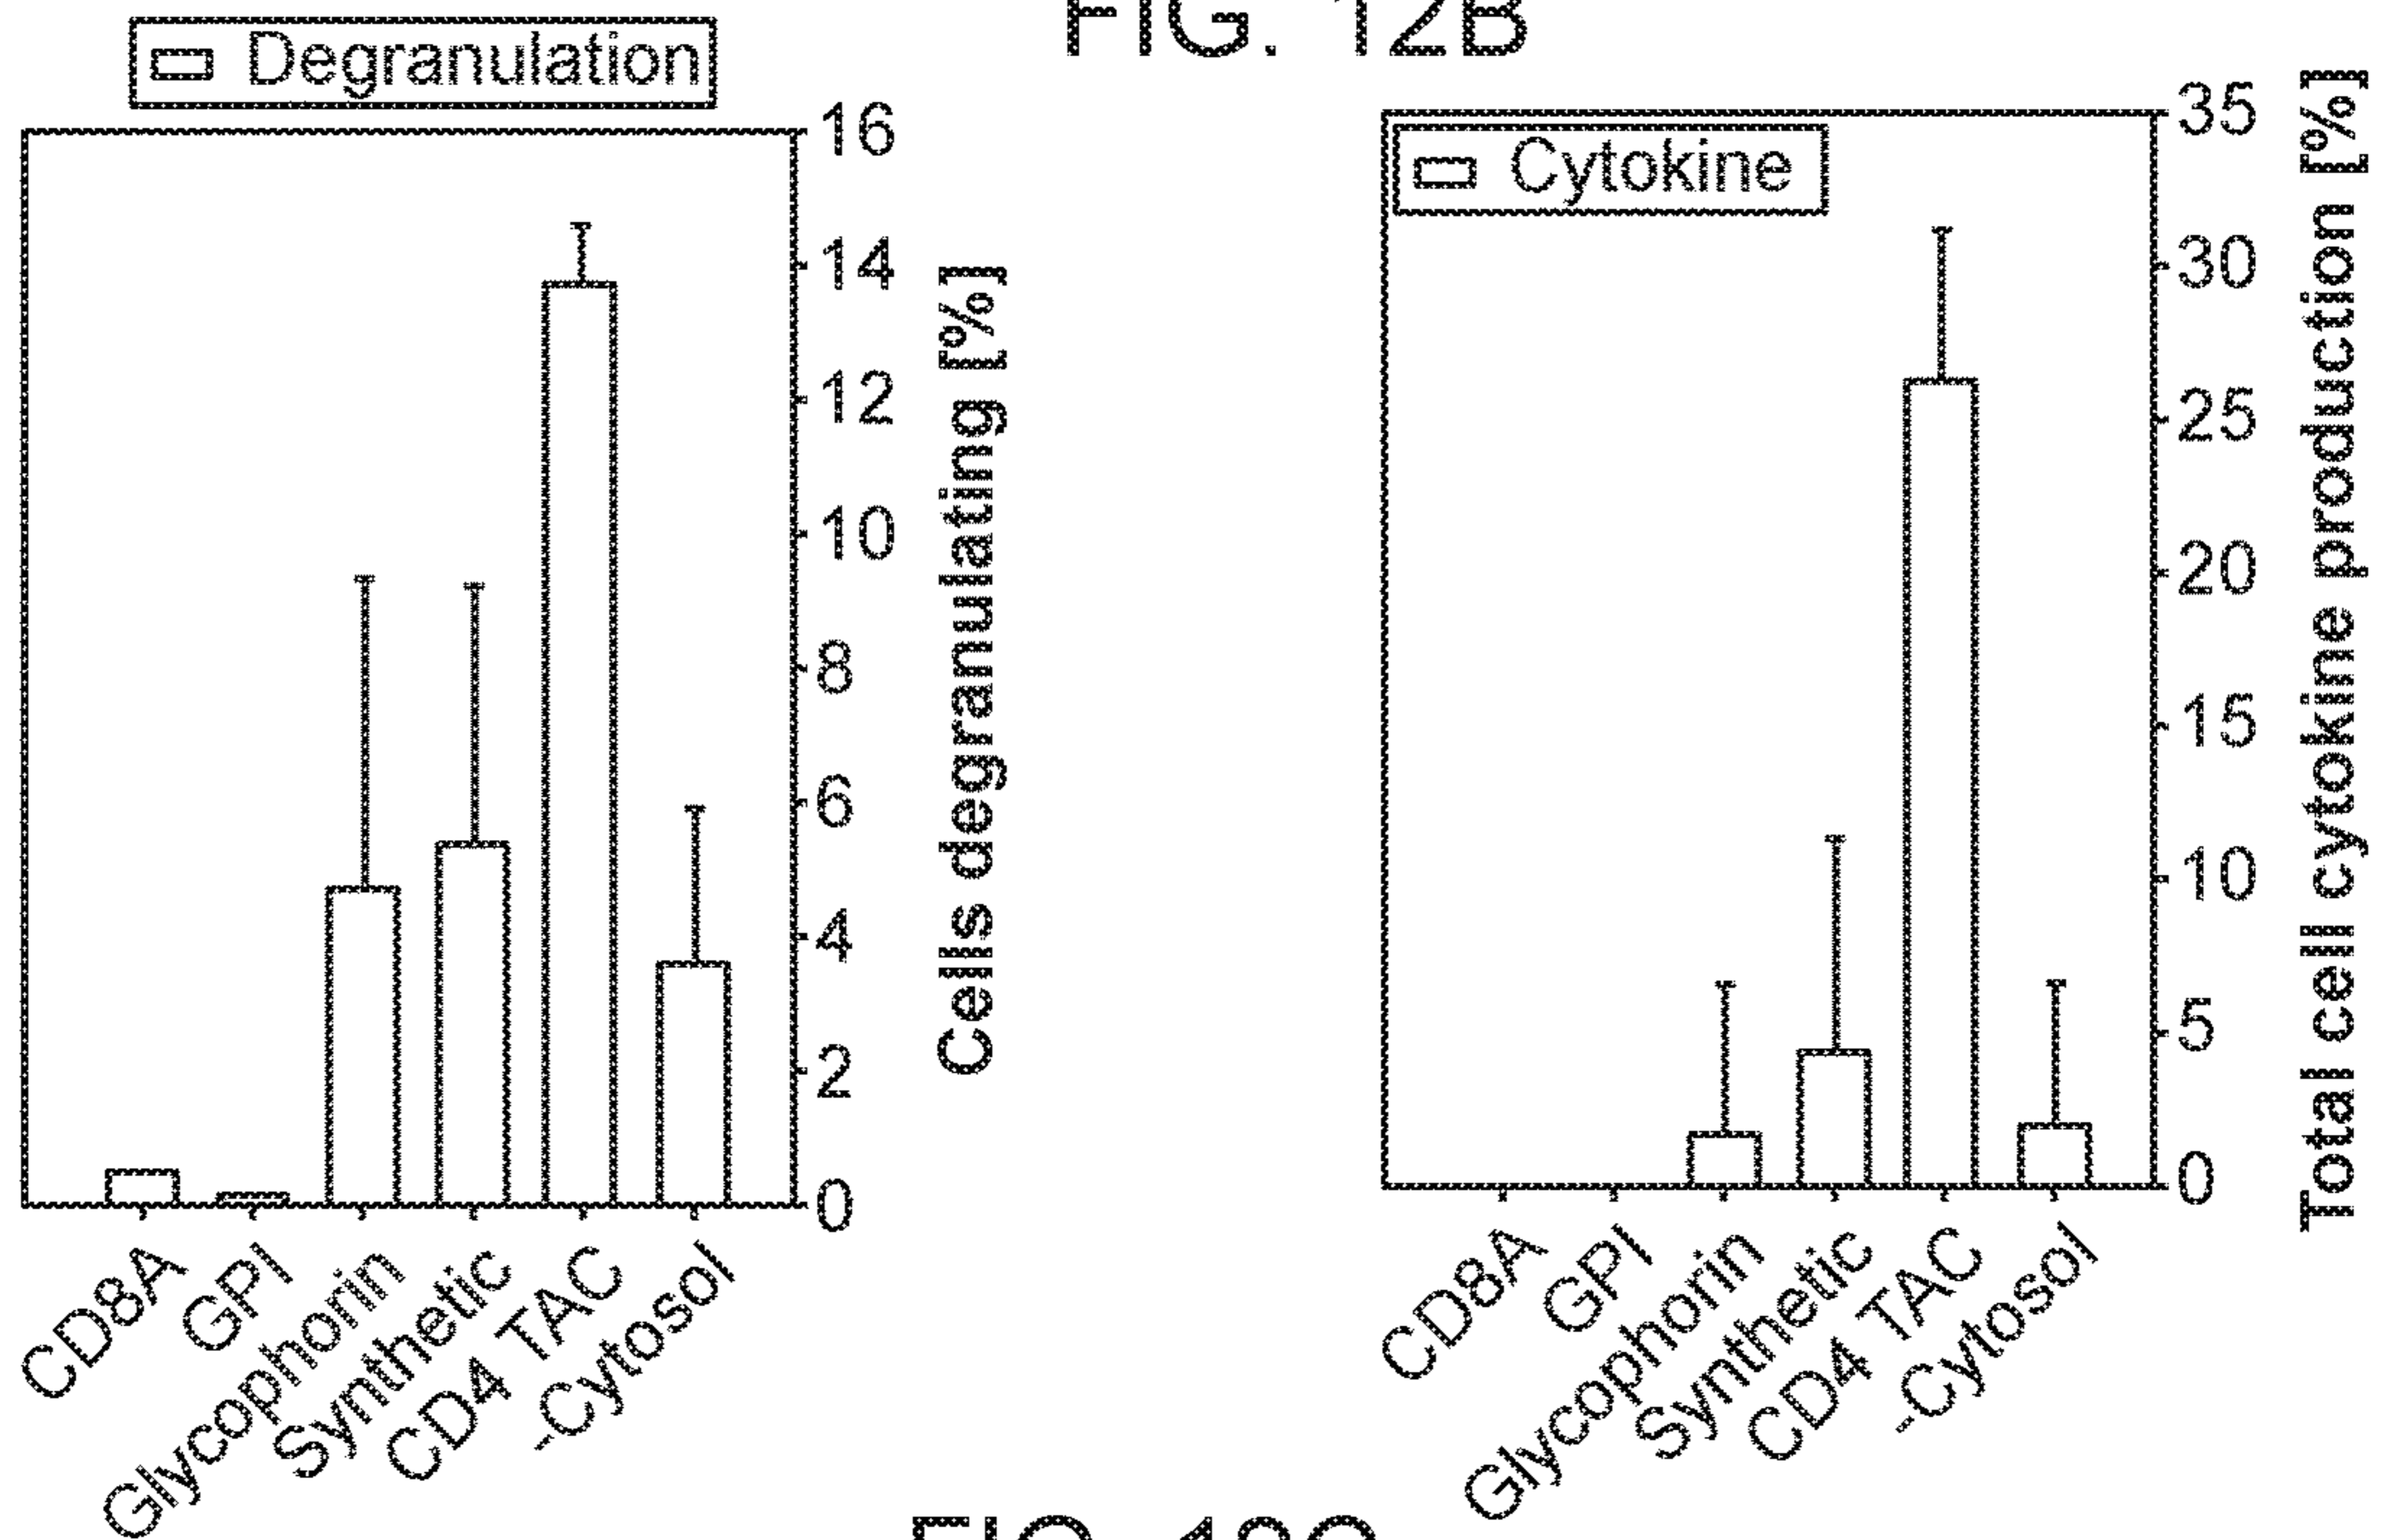 FIG. 12B
Degranulation
16
14
12
10
8
6
4
2
0
Cells degranulating [%]
CD8A
GPI
Glycophorin
Synthetic
CD4 TAC
-Cytosol
Cytokine
35
30
25
20
15
10
5
0
Total cell cytokine production [%]
CD8A
GPI
Glycophorin
Synthetic
CD4 TAC
-Cytosol